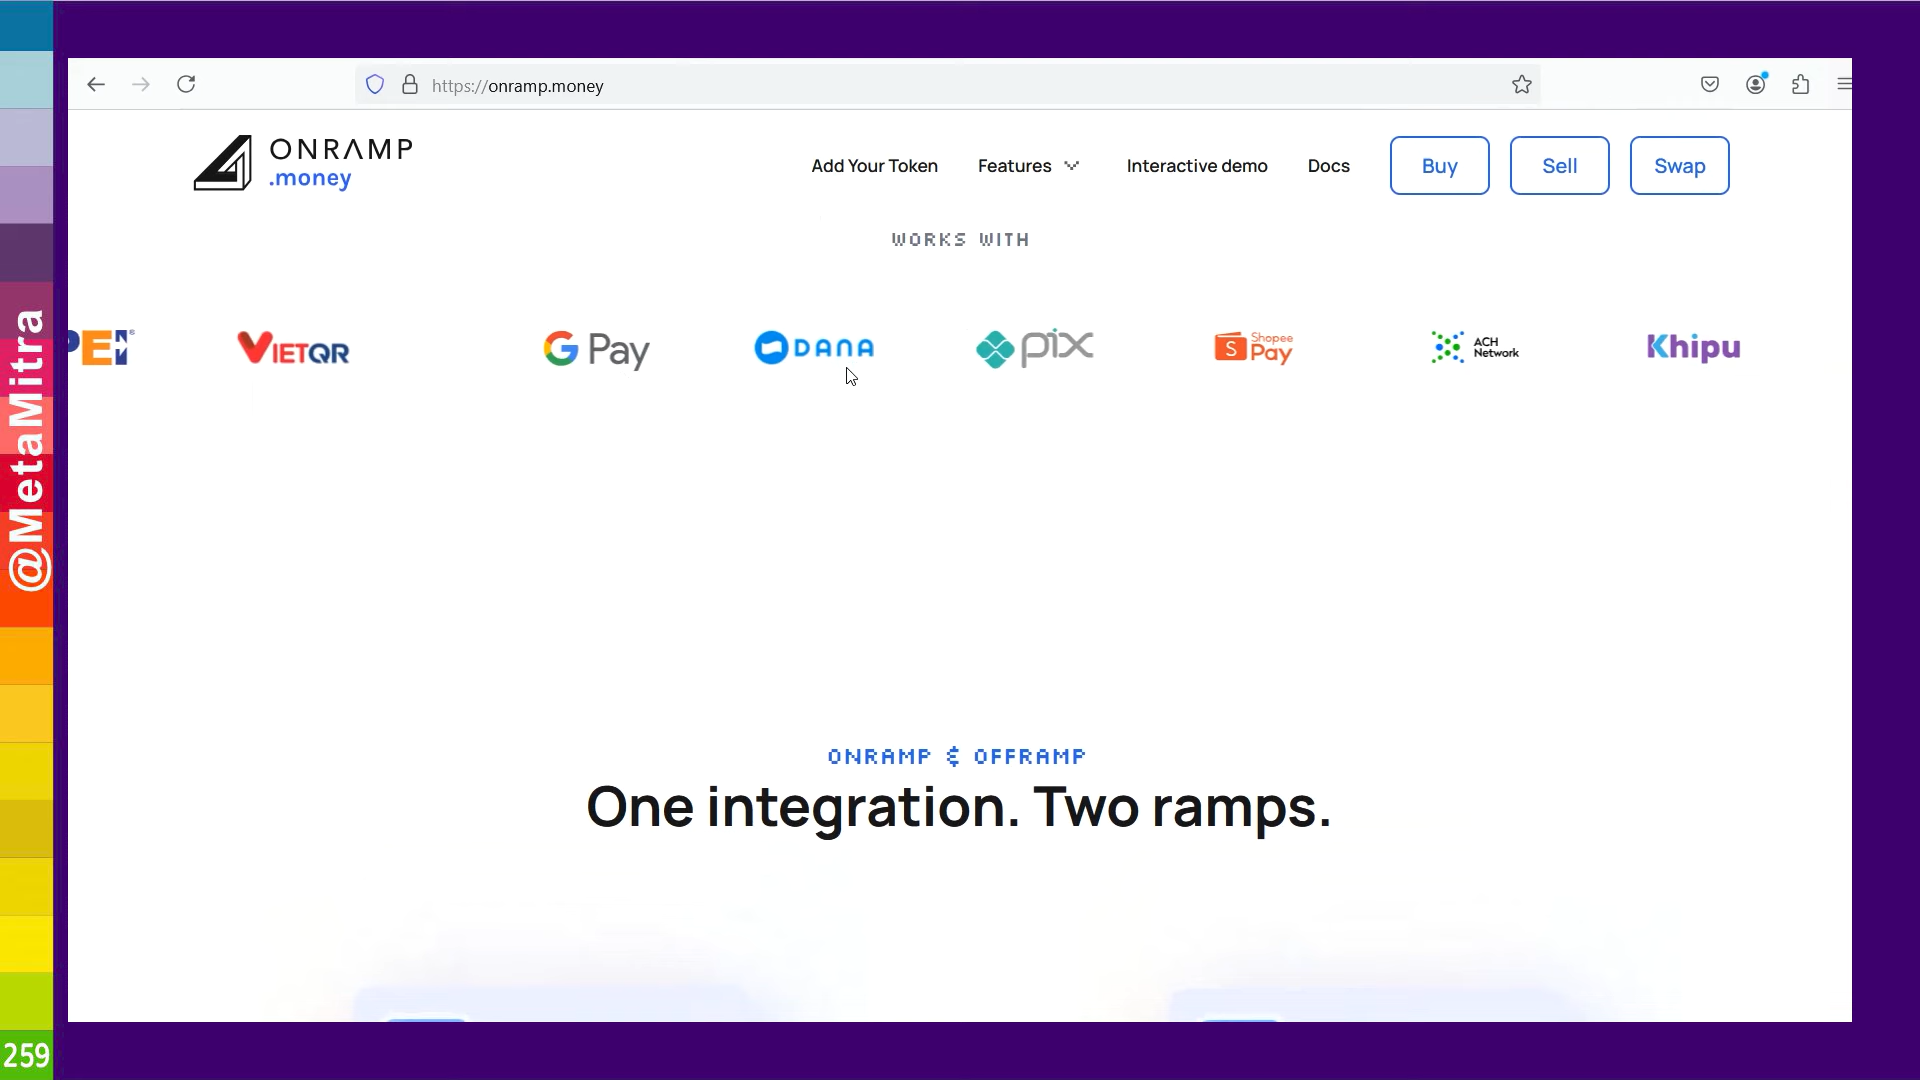 https://onramp.money
ONRAMP
.money
Add Your Token
Features
Interactive demo
Docs
Buy
Sell
Swap
WORKS WITH
VIETQR
G Pay
DANA
pix
S Shopee Pay
ACH Network
Khipu
ONRAMP & OFFRAMP
One integration. Two ramps.
@MetaMitra
259